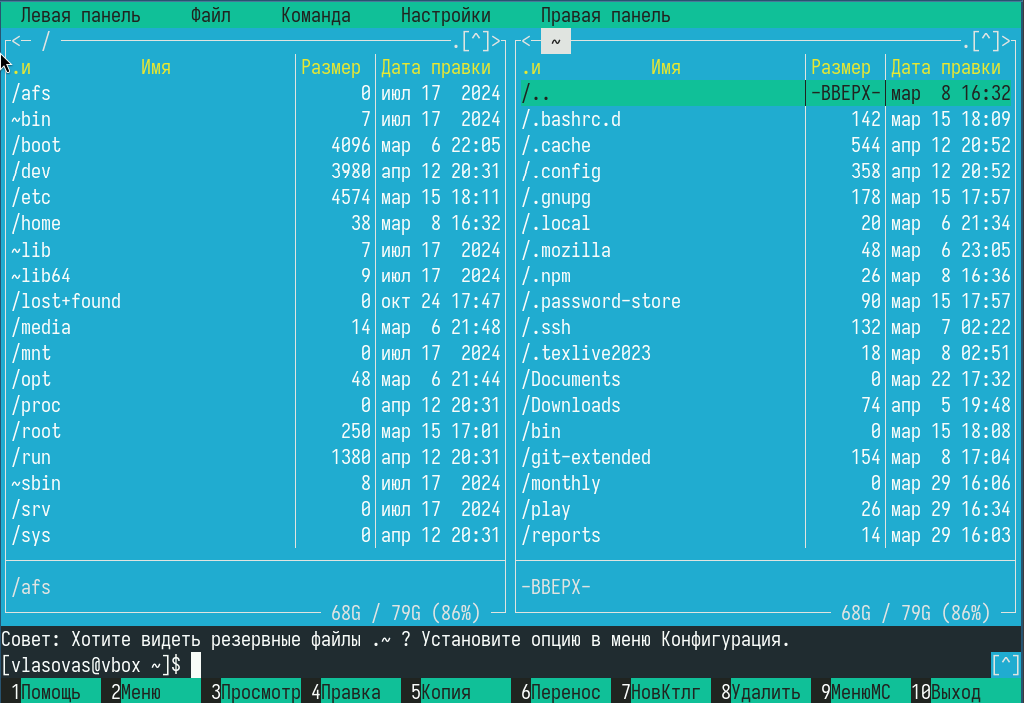 Левая панель Файл Команда Настройки Правая панель
<─ / ─ .[^]> <─ ~ ─ .[^]>
.и Имя Размер Дата правки .и Имя Размер Дата правки
/afs 0 июл 17 2024 /.. -ВВЕРХ- мар 8 16:32
~bin 7 июл 17 2024 /.bashrc.d 142 мар 15 18:09
/boot 4096 мар 6 22:05 /.cache 544 апр 12 20:52
/dev 3980 апр 12 20:31 /.config 358 апр 12 20:52
/etc 4574 мар 15 18:11 /.gnupg 178 мар 15 17:57
/home 38 мар 8 16:32 /.local 20 мар 6 21:34
~lib 7 июл 17 2024 /.mozilla 48 мар 6 23:05
~lib64 9 июл 17 2024 /.npm 26 мар 8 16:36
/lost+found 0 окт 24 17:47 /.password-store 90 мар 15 17:57
/media 14 мар 6 21:48 /.ssh 132 мар 7 02:22
/mnt 0 июл 17 2024 /.texlive2023 18 мар 8 02:51
/opt 48 мар 6 21:44 /Documents 0 мар 22 17:32
/proc 0 апр 12 20:31 /Downloads 74 апр 5 19:48
/root 250 мар 15 17:01 /bin 0 мар 15 18:08
/run 1380 апр 12 20:31 /git-extended 154 мар 8 17:04
~sbin 8 июл 17 2024 /monthly 0 мар 29 16:06
/srv 0 июл 17 2024 /play 26 мар 29 16:34
/sys 0 апр 12 20:31 /reports 14 мар 29 16:03
/afs -ВВЕРХ-
68G / 79G (86%) 68G / 79G (86%)
Совет: Хотите видеть резервные файлы .~ ? Установите опцию в меню Конфигурация.
[vlasovas@vbox ~]$ [^]
1Помощь 2Меню 3Просмотр 4Правка 5Копия 6Перенос 7НовКтлг 8Удалить 9МенюМС 10Выход